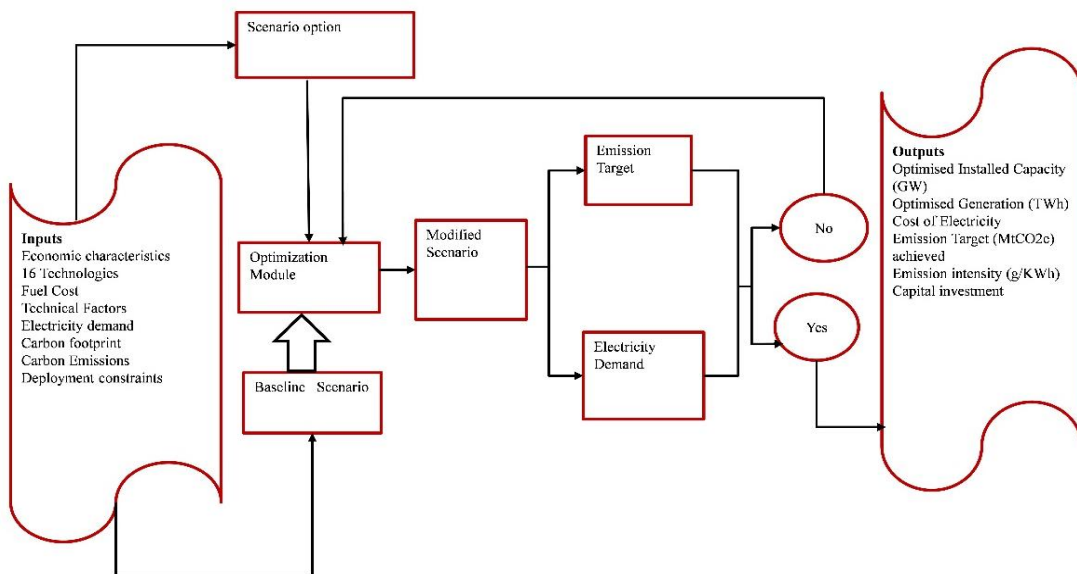 Scenario option
Inputs
Economic characteristics
16 Technologies
Fuel Cost
Technical Factors
Electricity demand
Carbon footprint
Carbon Emissions
Deployment constraints
Optimization
Module
Baseline Scenario
Modified
Scenario
Emission
Target
Electricity
Demand
No
Yes
Outputs
Optimised Installed Capacity
(GW)
Optimised Generation (TWh)
Cost of Electricity
Emission Target (MtCO2e)
achieved
Emission intensity (g/KWh)
Capital investment